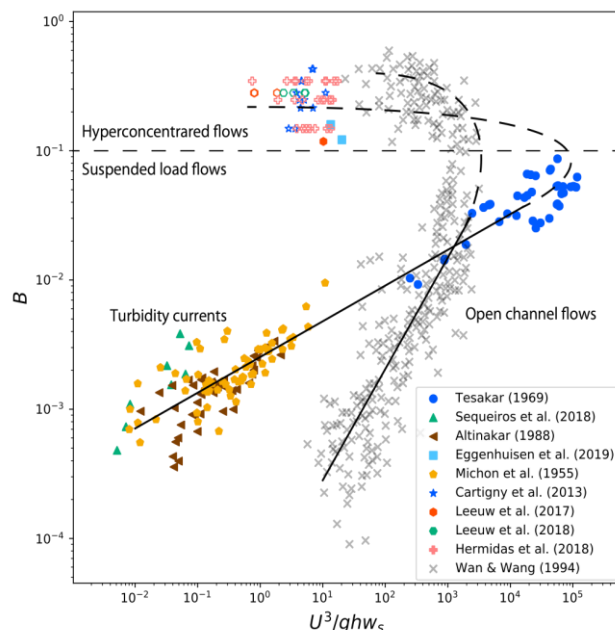 10⁰
10⁻¹
10⁻²
10⁻³
10⁻⁴
B
Hyperconcentrared flows
Suspended load flows
Turbidity currents
Open channel flows
Tesakar (1969)
Sequeiros et al. (2018)
Altinakar (1988)
Eggenhuisen et al. (2019)
Michon et al. (1955)
Cartigny et al. (2013)
Leeuw et al. (2017)
Leeuw et al. (2018)
Hermidas et al. (2018)
Wan & Wang (1994)
10⁻² 10⁻¹ 10⁰ 10¹ 10² 10³ 10⁴ 10⁵
U³/ghwₛ